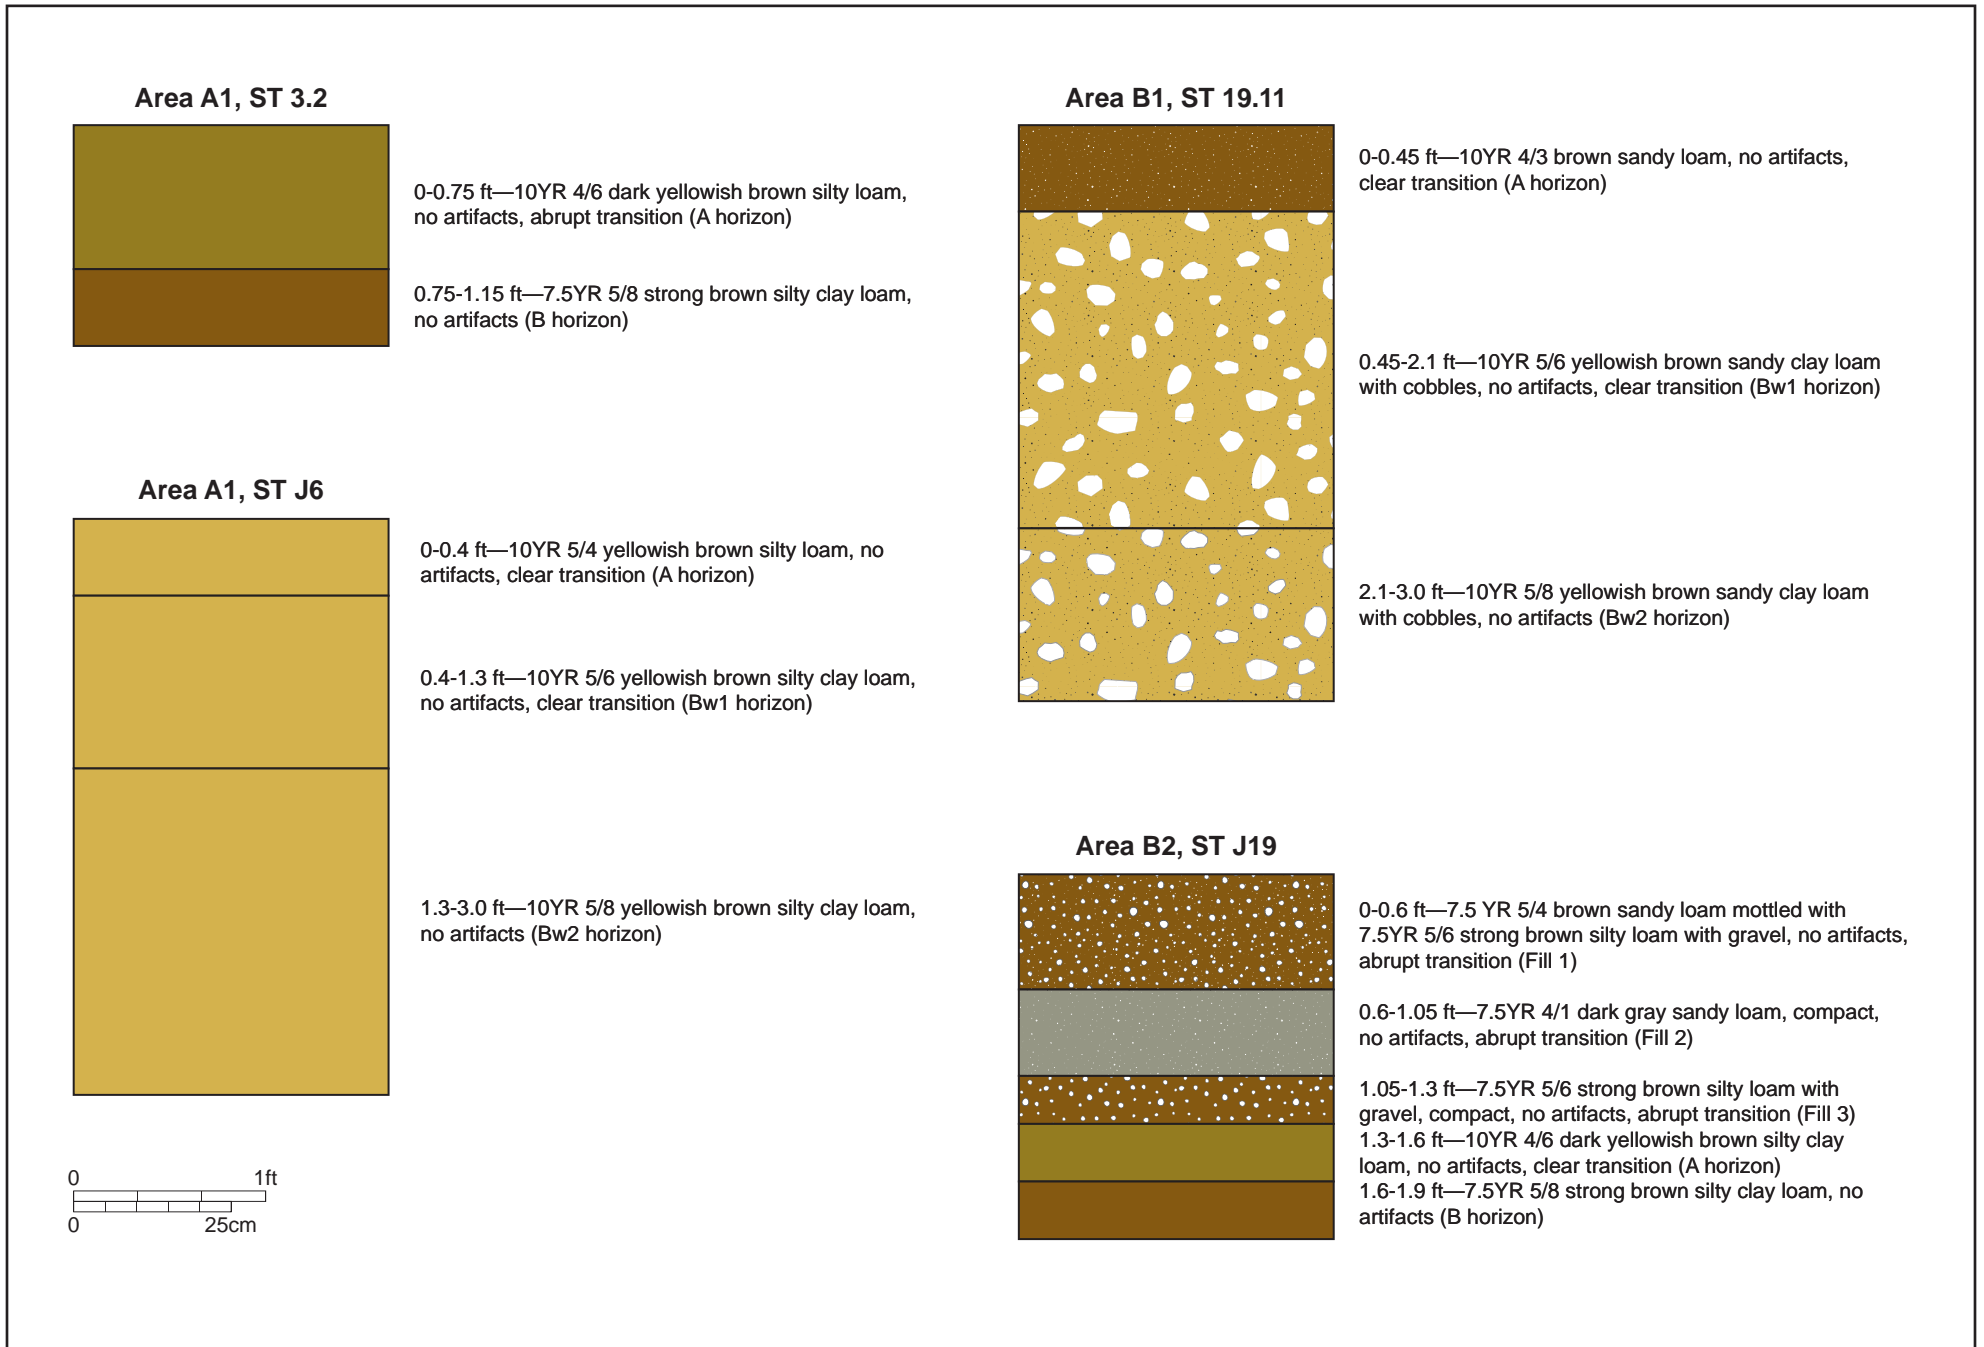 Area A1, ST 3.2
0-0.75 ft—10YR 4/6 dark yellowish brown silty loam,
no artifacts, abrupt transition (A horizon)
0.75-1.15 ft—7.5YR 5/8 strong brown silty clay loam,
no artifacts (B horizon)
Area A1, ST J6
0-0.4 ft—10YR 5/4 yellowish brown silty loam, no
artifacts, clear transition (A horizon)
0.4-1.3 ft—10YR 5/6 yellowish brown silty clay loam,
no artifacts, clear transition (Bw1 horizon)
1.3-3.0 ft—10YR 5/8 yellowish brown silty clay loam,
no artifacts (Bw2 horizon)
0 1ft
0 25cm
Area B1, ST 19.11
0-0.45 ft—10YR 4/3 brown sandy loam, no artifacts,
clear transition (A horizon)
0.45-2.1 ft—10YR 5/6 yellowish brown sandy clay loam
with cobbles, no artifacts, clear transition (Bw1 horizon)
2.1-3.0 ft—10YR 5/8 yellowish brown sandy clay loam
with cobbles, no artifacts (Bw2 horizon)
Area B2, ST J19
0-0.6 ft—7.5 YR 5/4 brown sandy loam mottled with
7.5YR 5/6 strong brown silty loam with gravel, no artifacts,
abrupt transition (Fill 1)
0.6-1.05 ft—7.5YR 4/1 dark gray sandy loam, compact,
no artifacts, abrupt transition (Fill 2)
1.05-1.3 ft—7.5YR 5/6 strong brown silty loam with
gravel, compact, no artifacts, abrupt transition (Fill 3)
1.3-1.6 ft—10YR 4/6 dark yellowish brown silty clay
loam, no artifacts, clear transition (A horizon)
1.6-1.9 ft—7.5YR 5/8 strong brown silty clay loam, no
artifacts (B horizon)